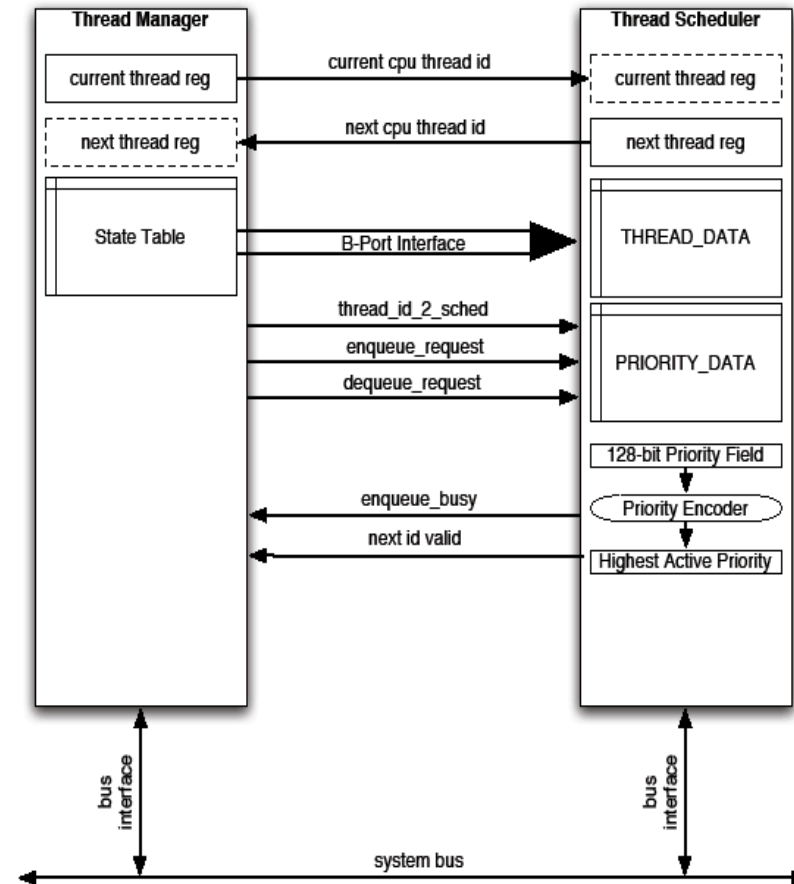 Thread Manager
Thread Scheduler
current thread reg
current cpu thread id
current thread reg
next thread reg
next cpu thread id
next thread reg
State Table
B-Port Interface
THREAD_DATA
thread_id_2_sched
enqueue_request
dequeue_request
PRIORITY_DATA
128-bit Priority Field
enqueue_busy
Priority Encoder
next id valid
Highest Active Priority
bus
interface
bus
interface
system bus